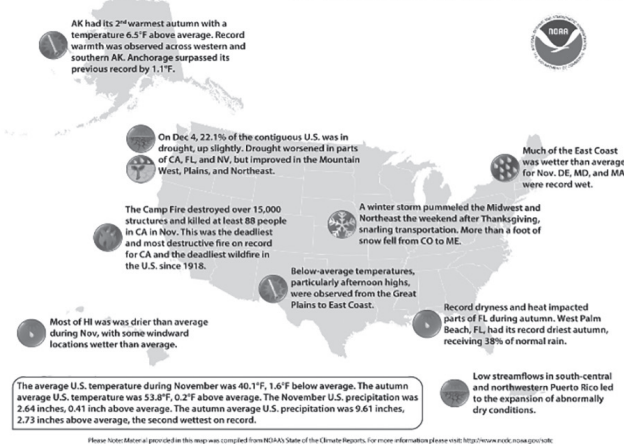 AK had its 2nd warmest autumn with a
temperature 6.5°F above average. Record
warmth was observed across western and
southern AK. Anchorage surpassed its
previous record by 1.1°F.
NOAA
On Dec 4, 22.1% of the contiguous U.S. was in
drought, up slightly. Drought worsened in parts
of CA, FL, and NV, but improved in the Mountain
West, Plains, and Northeast.
Much of the East Coast
was wetter than average
for Nov. DE, MD, and MA
were record wet.
The Camp Fire destroyed over 15,000
structures and killed at least 88 people
in CA in Nov. This was the deadliest
and most destructive fire on record
for CA and the deadliest wildfire in
the U.S. since 1918.
A winter storm pummeled the Midwest and
Northeast the weekend after Thanksgiving,
snarling transportation. More than a foot of
snow fell from CO to ME.
Below-average temperatures,
particularly afternoon highs,
were observed from the Great
Plains to East Coast.
Record dryness and heat impacted
parts of FL during autumn. West Palm
Beach, FL, had its record driest autumn,
receiving 38% of normal rain.
Most of HI was was drier than average
during Nov, with some windward
locations wetter than average.
Low streamflows in south-central
and northwestern Puerto Rico led
to the expansion of abnormally
dry conditions.
The average U.S. temperature during November was 40.1°F, 1.6°F below average. The autumn
average U.S. temperature was 53.8°F, 0.2°F above average. The November U.S. precipitation was
2.64 inches, 0.41 inch above average. The autumn average U.S. precipitation was 9.61 inches,
2.73 inches above average, the second wettest on record.
Please Note: Material provided in this map was compiled from NOAA's State of the Climate Reports. For more information please visit: http://www.ncdc.noaa.gov/sotc